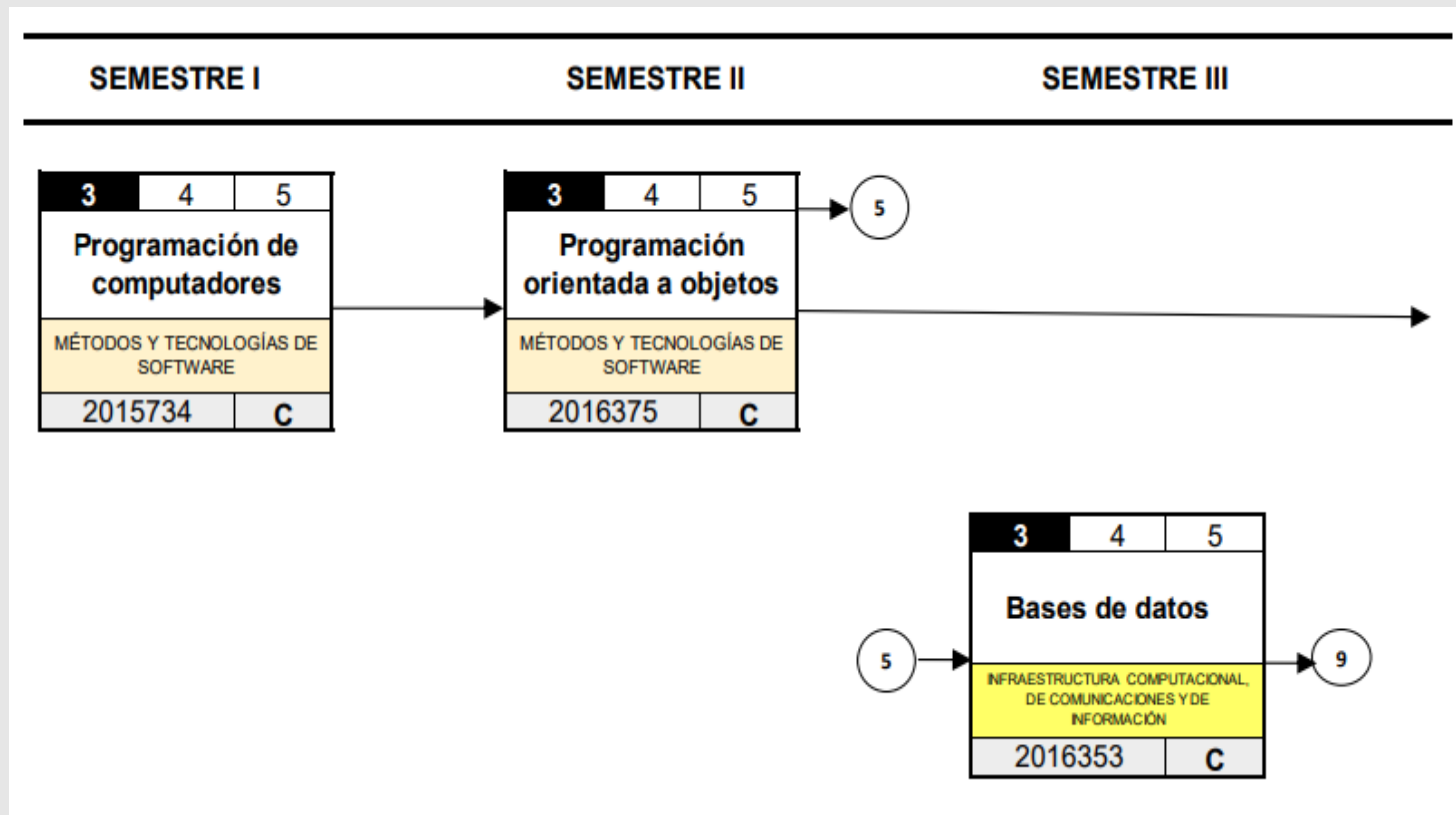 SEMESTRE I
SEMESTRE II
SEMESTRE III
3 4 5
Programación de
computadores
MÉTODOS Y TECNOLOGÍAS DE
SOFTWARE
2015734 C
3 4 5
Programación
orientada a objetos
MÉTODOS Y TECNOLOGÍAS DE
SOFTWARE
2016375 C
5
5
3 4 5
Bases de datos
INFRAESTRUCTURA COMPUTACIONAL,
DE COMUNICACIONES Y DE
INFORMACIÓN
2016353 C
9